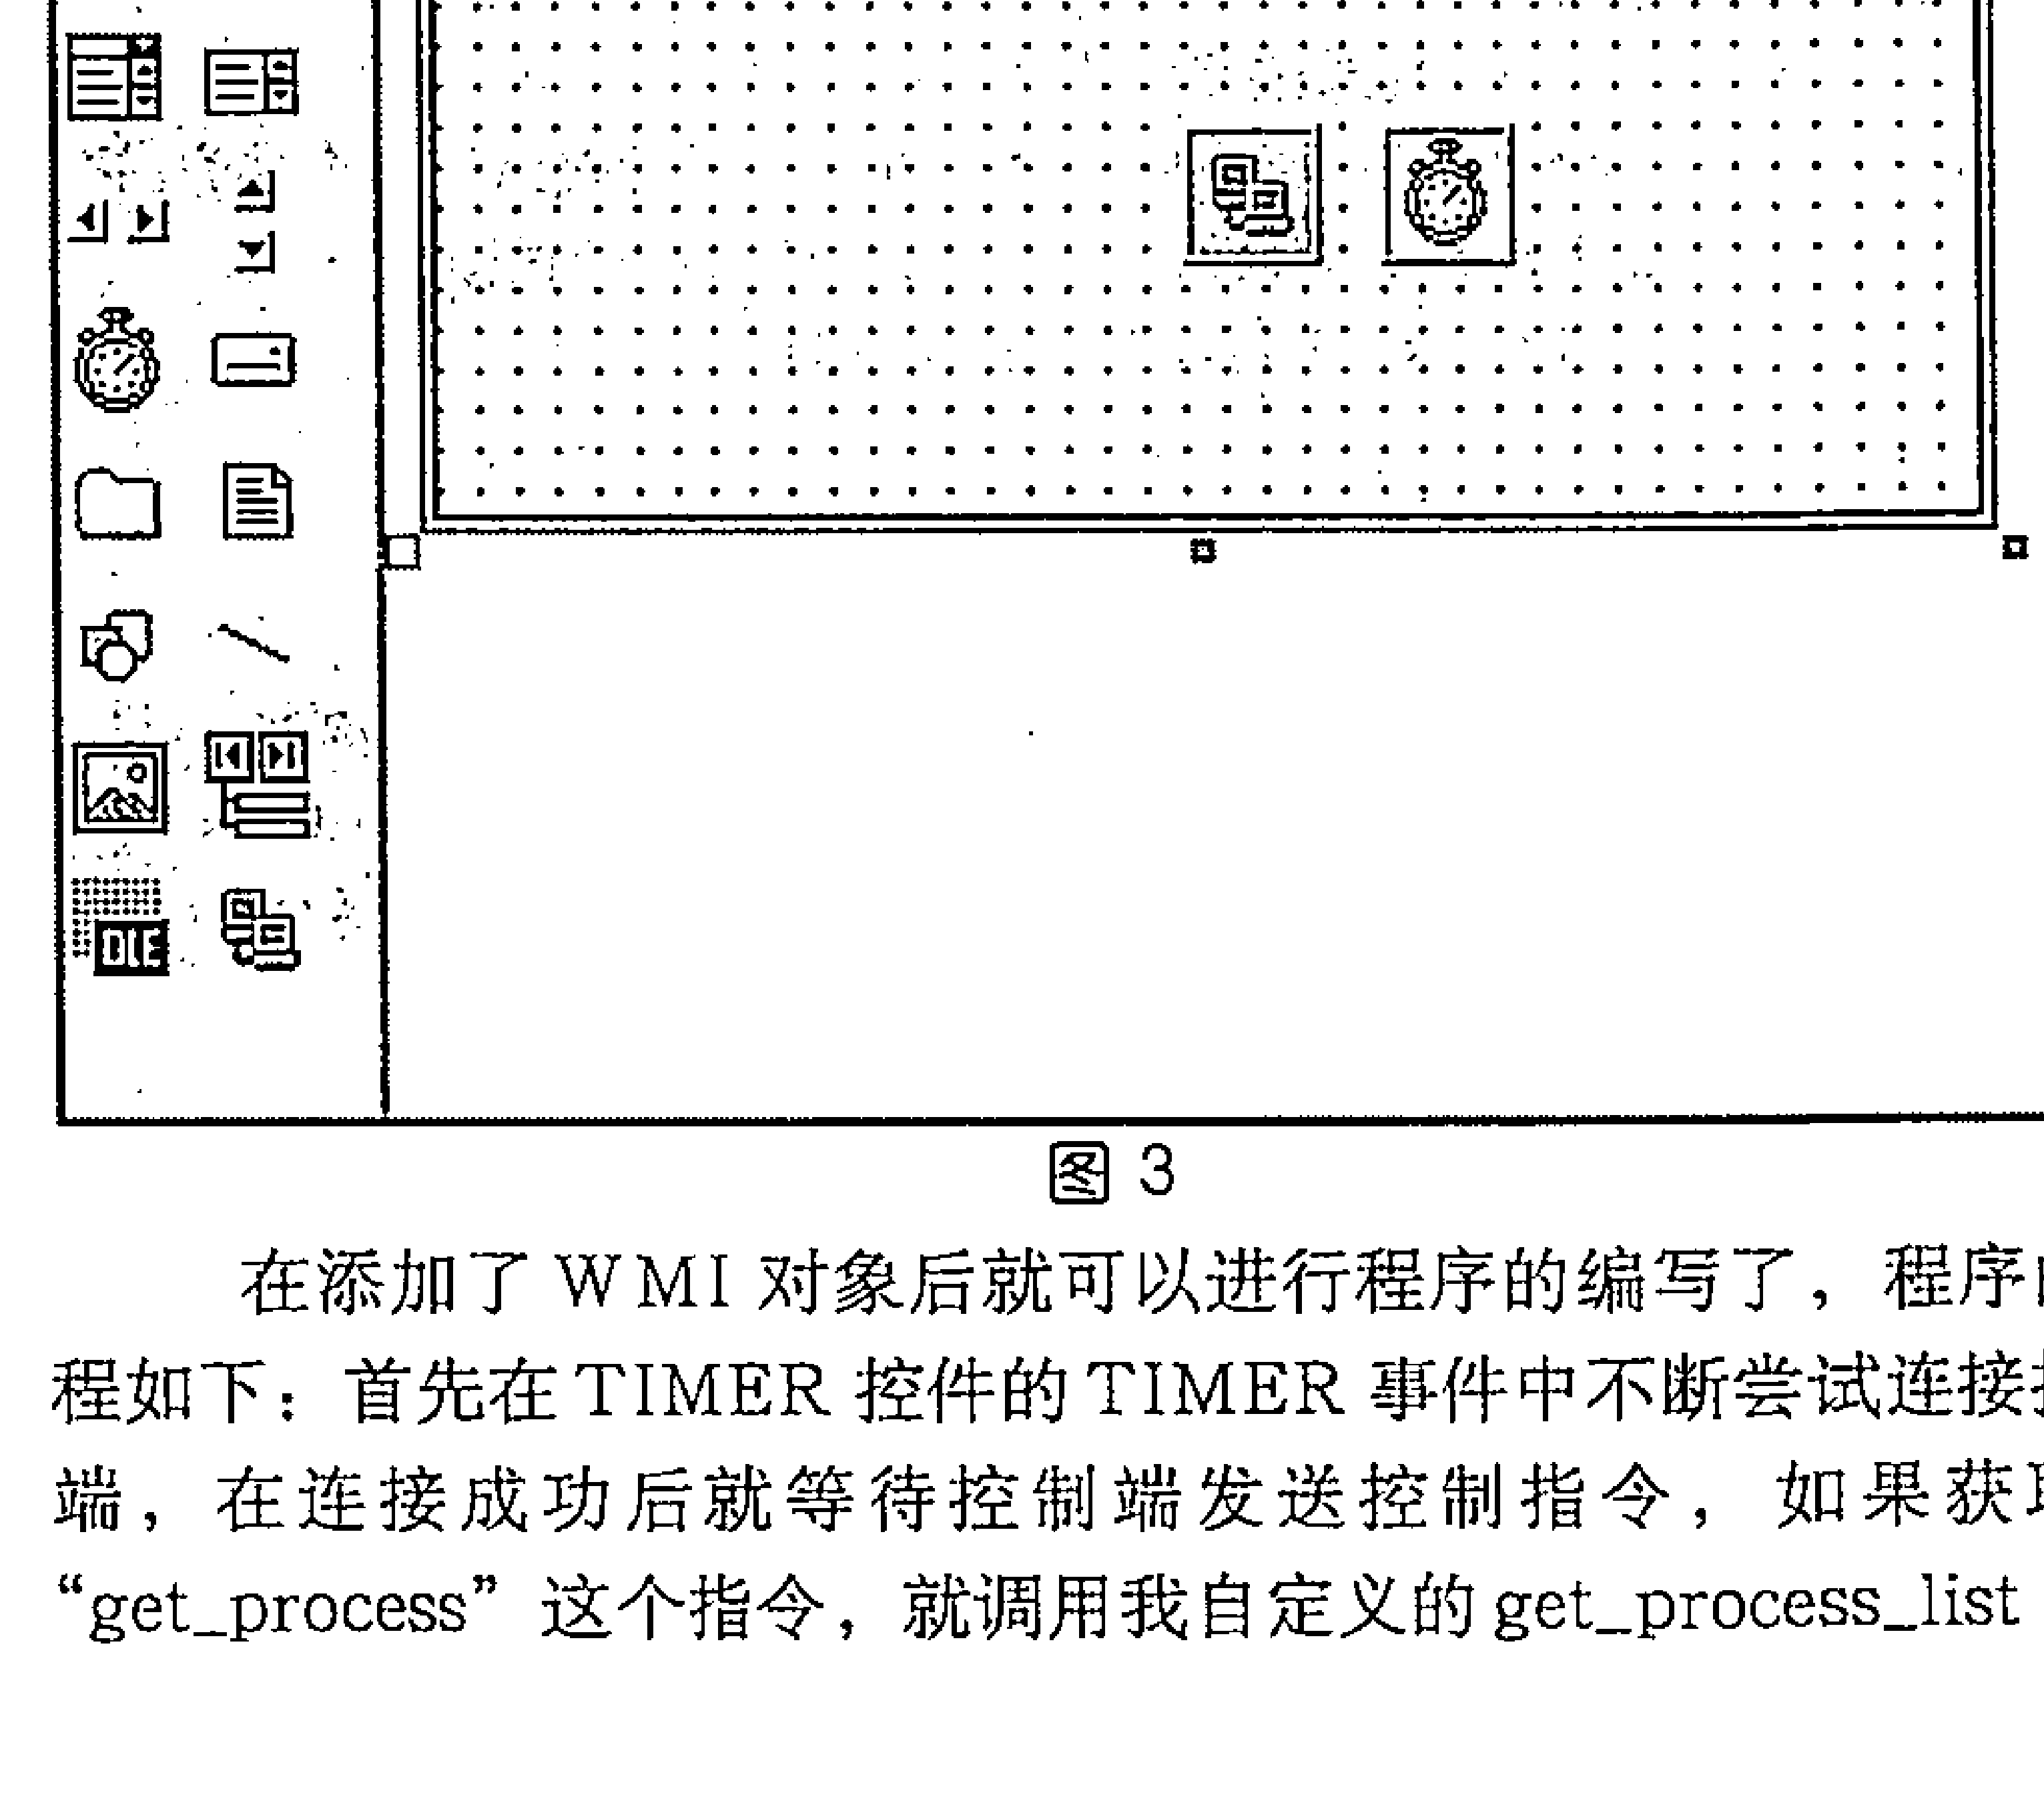 OLE
图 3
在添加了 WMI 对象后就可以进行程序的编写了，程序
程如下：首先在 TIMER 控件的 TIMER 事件中不断尝试连接
端，在连接成功后就等待控制端发送控制指令，如果获
“get_process” 这个指令，就调用我自定义的 get_process_list